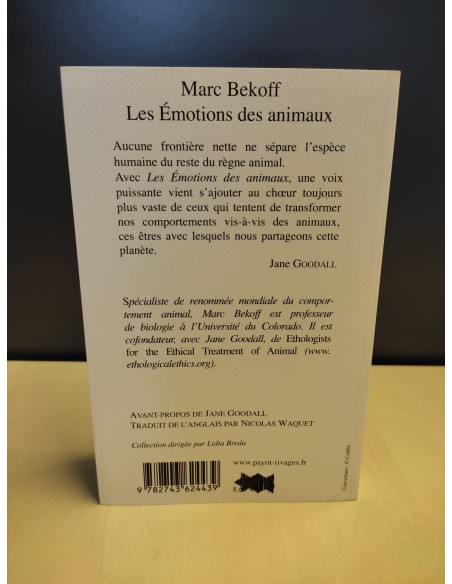 Marc Bekoff
Les Émotions des animaux
Aucune frontière nette ne sépare l'espèce
humaine du reste du règne animal.
Avec Les Émotions des animaux, une voix
puissante vient s'ajouter au chœur toujours
plus vaste de ceux qui tentent de transformer
nos comportements vis-à-vis des animaux,
ces êtres avec lesquels nous partageons cette
planète.
Jane GOODALL
Spécialiste de renommée mondiale du compor-
tement animal, Marc Bekoff est professeur
de biologie à l'Université du Colorado. Il est
cofondateur, avec Jane Goodall, de Ethologists
for the Ethical Treatment of Animal (www.
ethologicalethics.org).
AVANT-PROPOS DE JANE GOODALL
TRADUIT DE L'ANGLAIS PAR NICOLAS WAQUET
Collection dirigée par Lidia Breda
www.payot-rivages.fr
9 782743 624439
Couverture : © Corbis